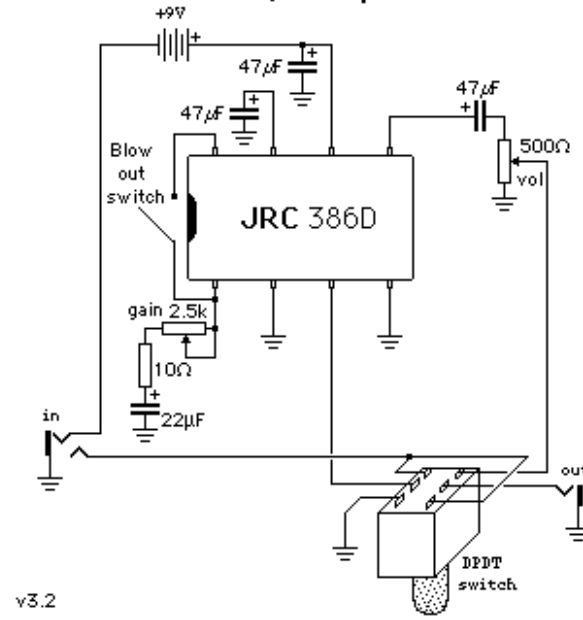 +9V
+
47µF
+
47µF
+
47µF
+
Blow
out
switch
500Ω
vol
JRC 386D
gain 2.5k
10Ω
+
22µF
in
out
DPDT
switch
v3.2